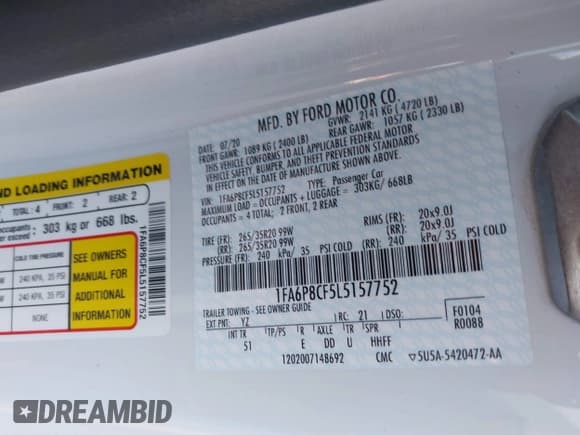 MFD. BY FORD MOTOR CO.
DATE: 07/20 GVWR: 2141 KG ( 4720 LB)
FRONT GAWR: 1089 KG ( 2400 LB) REAR GAWR: 1057 KG ( 2330 LB)
THIS VEHICLE CONFORMS TO ALL APPLICABLE FEDERAL MOTOR
VEHICLE SAFETY, BUMPER, AND THEFT PREVENTION STANDARDS
IN EFFECT ON THE DATE OF MANUFACTURE SHOWN ABOVE.
VIN: 1FA6P8CF5L5157752 TYPE: Passenger Car
MAXIMUM LOAD = OCCUPANTS + LUGGAGE = 303KG/ 668LB
OCCUPANTS = 4 TOTAL; 2 FRONT, 2 REAR
TIRE (FR): 265/35R20 99W RIMS (FR): 20x9.0J
(RR): 265/35R20 99W (RR): 20x9.0J
PRESSURE (FR): 240 kPa/ 35 PSI COLD (RR): 240 kPa/ 35 PSI COLD
1FA6P8CF5L5157752
TRAILER TOWING - SEE OWNER GUIDE
EXT PNT: YZ RC: 21 DSO: F0104
INT TR TP/PS R AXLE TR SPR R0088
51 E DD U HHFF
1202007148692 CMC 5U5A-5420472-AA
ND LOADING INFORMATION
TOTAL: 4 FRONT: 2 REAR: 2
occupants
er exceed: 303 kg or 668 lbs.
COLD TIRE PRESSURE
240 KPA, 35 PSI
240 KPA, 35 PSI
NONE
SEE OWNERS
MANUAL FOR
ADDITIONAL
INFORMATION
1FA6P8CF5L5157752
DREAMBID